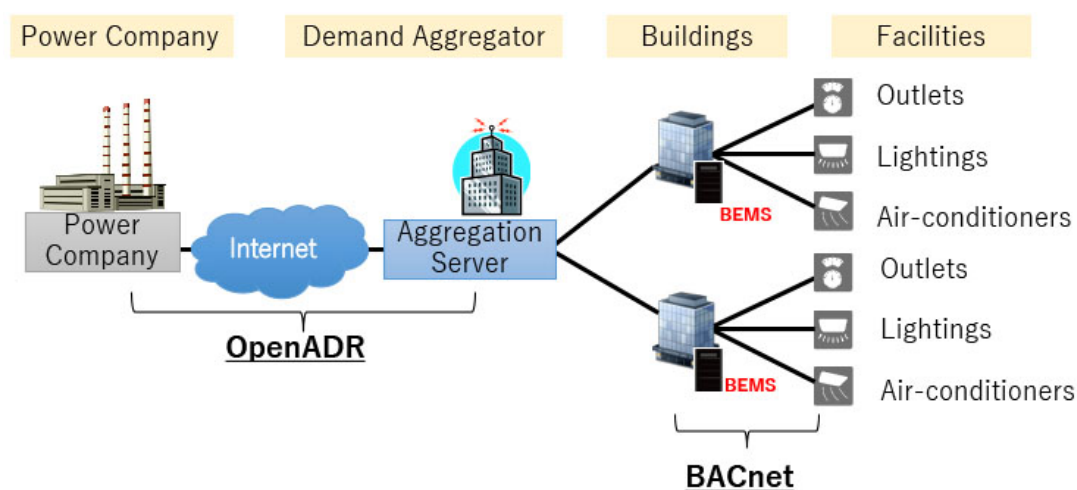 Power Company
Demand Aggregator
Buildings
Facilities
Power
Company
Internet
Aggregation
Server
OpenADR
BEMS
Outlets
Lightings
Air-conditioners
BEMS
Outlets
Lightings
Air-conditioners
BACnet